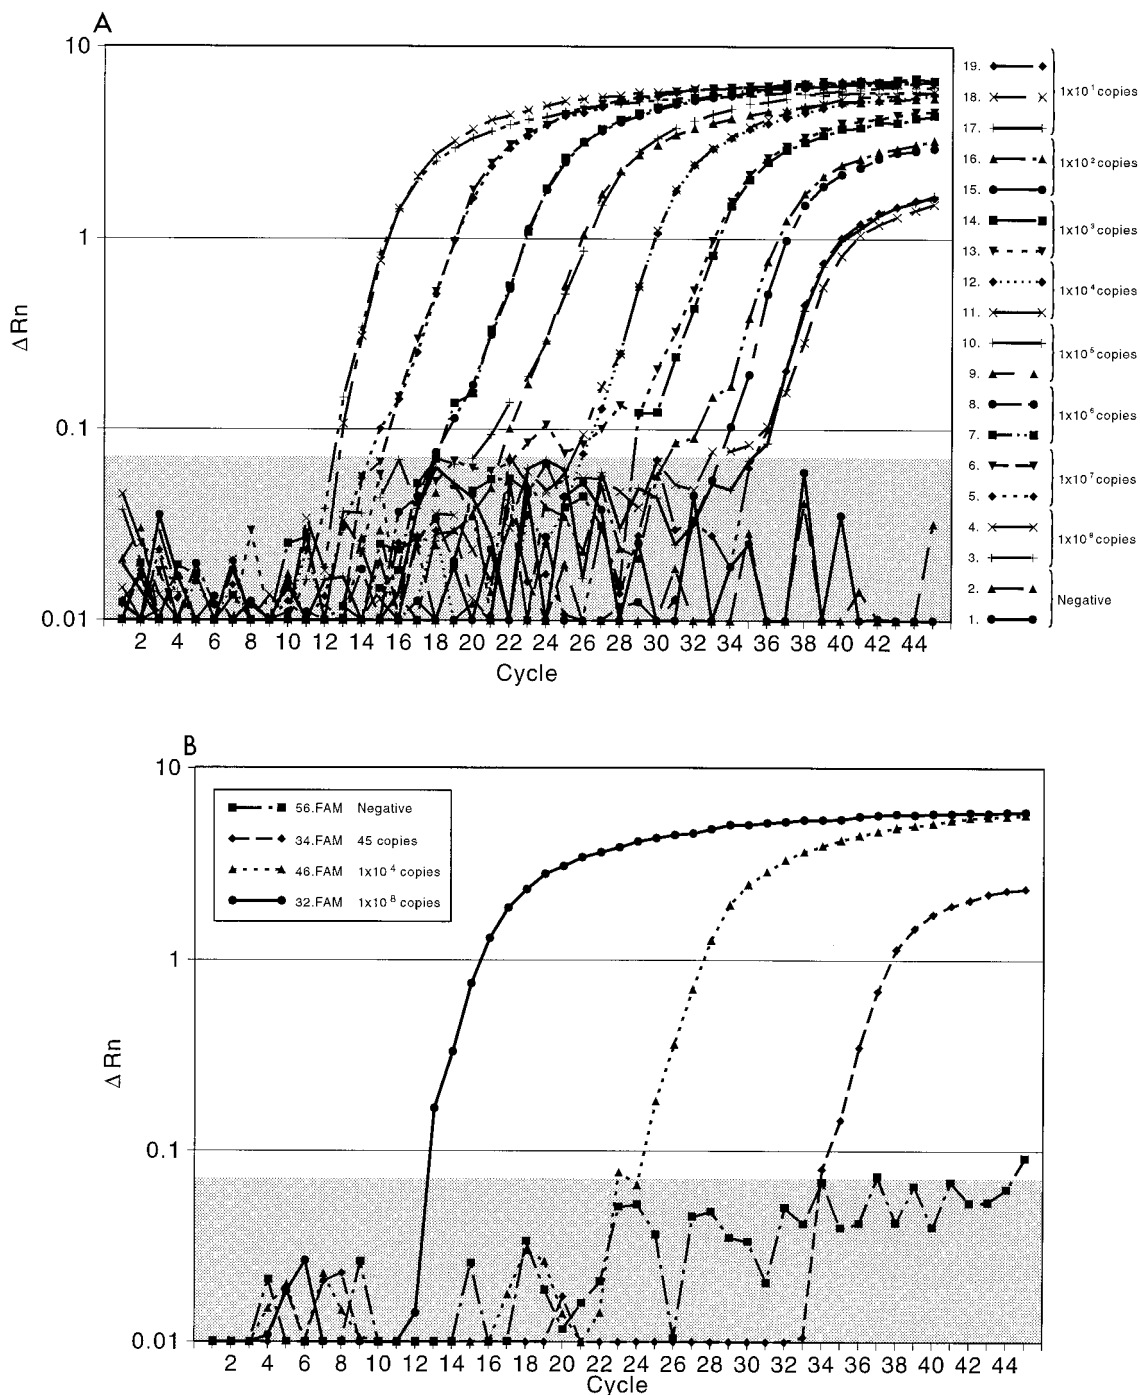 A
10
1
0.1
0.01
ΔRn
2 4 6 8 10 12 14 16 18 20 22 24 26 28 30 32 34 36 38 40 42 44
Cycle
19.
18. 1x10¹ copies
17.
16. 1x10² copies
15.
14. 1x10³ copies
13.
12. 1x10⁴ copies
11.
10. 1x10⁵ copies
9.
8. 1x10⁶ copies
7.
6. 1x10⁷ copies
5.
4. 1x10⁸ copies
3.
2. Negative
1.
B
10
1
0.1
0.01
ΔRn
56.FAM Negative
34.FAM 45 copies
46.FAM 1x10⁴ copies
32.FAM 1x10⁸ copies
2 4 6 8 10 12 14 16 18 20 22 24 26 28 30 32 34 36 38 40 42 44
Cycle